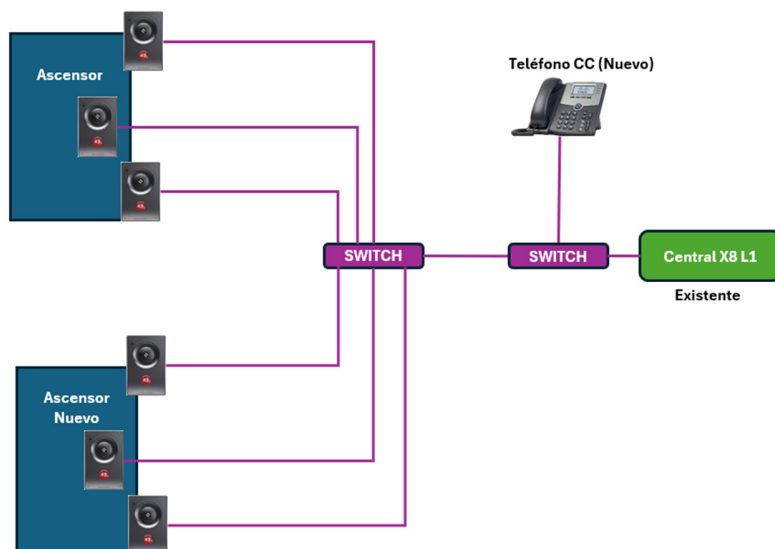 Ascensor
Teléfono CC (Nuevo)
SWITCH
SWITCH
Central X8 L1
Existente
Ascensor
Nuevo